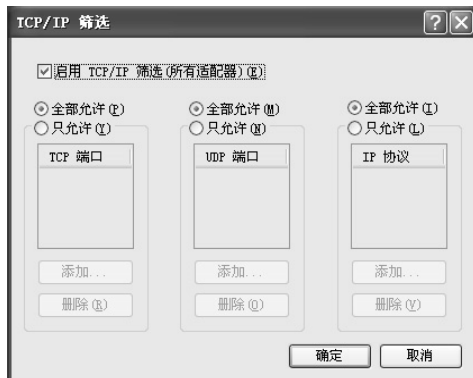 TCP/IP 筛选
启用 TCP/IP 筛选(所有适配器)(E)
全部允许(P)
只允许(Y)
TCP 端口
添加...
删除(R)
全部允许(M)
只允许(N)
UDP 端口
添加...
删除(O)
全部允许(I)
只允许(L)
IP 协议
添加...
删除(V)
确定
取消